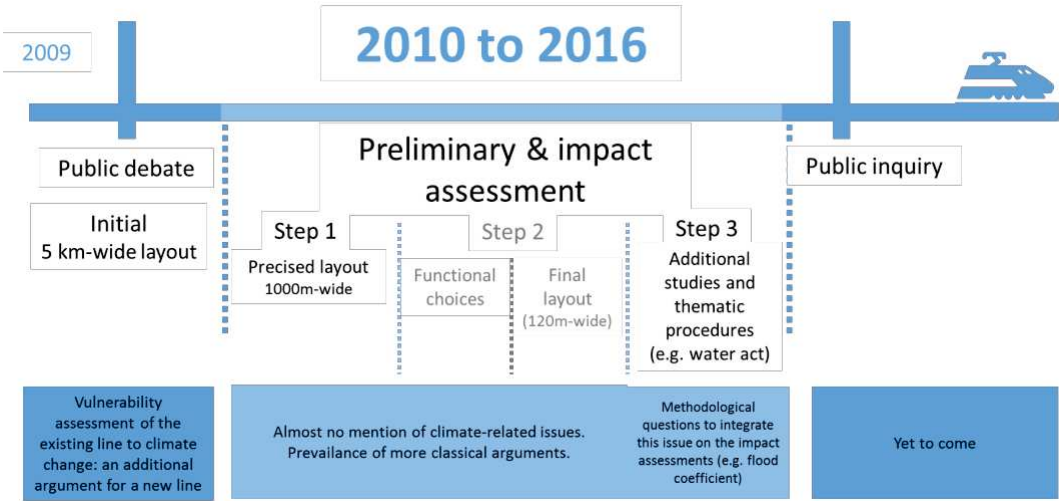 2009
2010 to 2016
Public debate
Initial
5 km-wide layout
Preliminary & impact
assessment
Public inquiry
Step 1
Precised layout
1000m-wide
Step 2
Functional
choices
Final
layout
(120m-wide)
Step 3
Additional
studies and
thematic
procedures
(e.g. water act)
Vulnerability
assessment of the
existing line to climate
change: an additional
argument for a new line
Almost no mention of climate-related issues.
Prevailance of more classical arguments.
Methodological
questions to integrate
this issue on the impact
assessments (e.g. flood
coefficient)
Yet to come